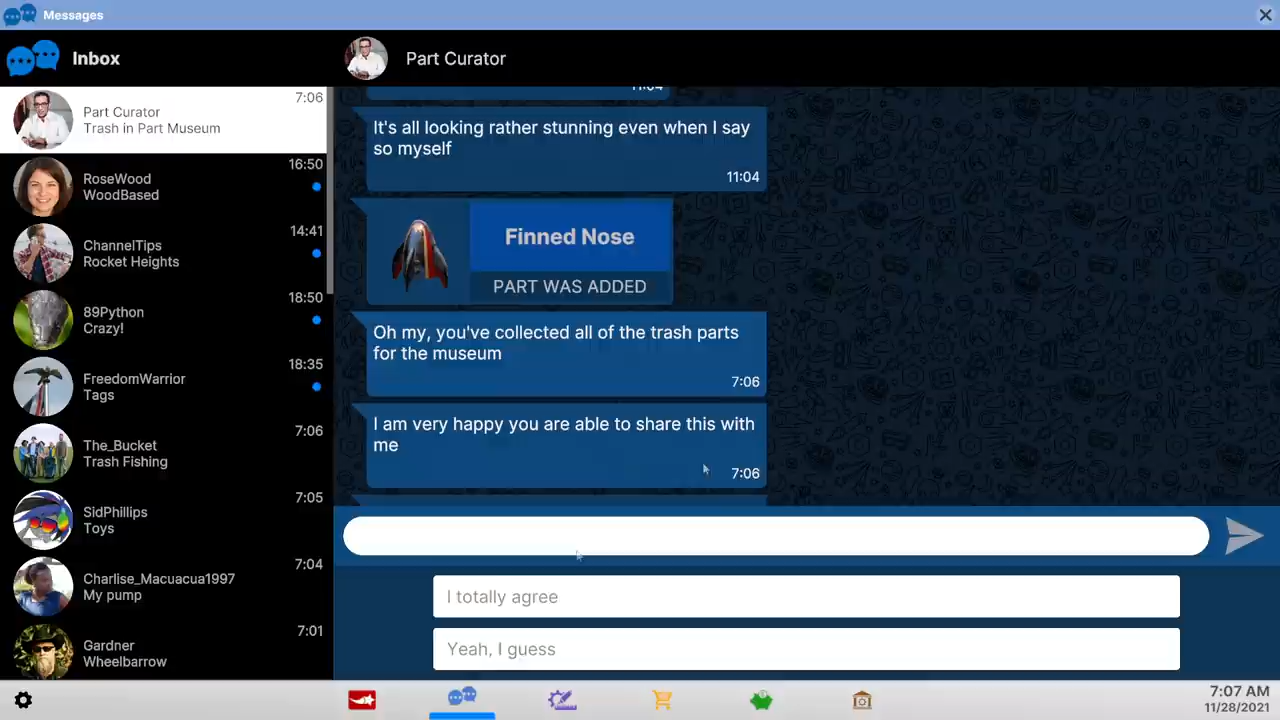 Messages
Inbox
Part Curator
7:06
Part Curator
Trash in Part Museum
16:50
RoseWood
WoodBased
14:41
ChannelTips
Rocket Heights
18:50
89Python
Crazy!
18:35
FreedomWarrior
Tags
7:06
The_Bucket
Trash Fishing
7:05
SidPhillips
Toys
7:04
Charlise_Macuacua1997
My pump
7:01
Gardner
Wheelbarrow
11:04
It's all looking rather stunning even when I say
so myself
11:04
Finned Nose
PART WAS ADDED
Oh my, you've collected all of the trash parts
for the museum
7:06
I am very happy you are able to share this with
me
7:06
I totally agree
Yeah, I guess
7:07 AM
11/28/2021